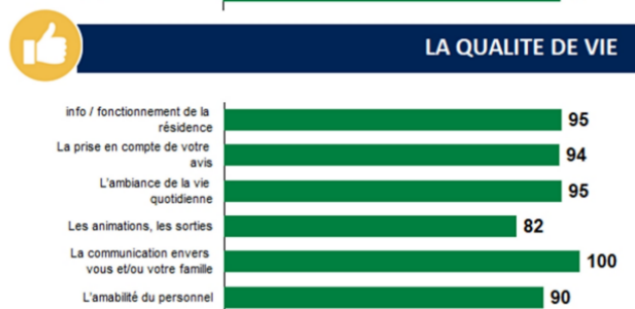 LA QUALITE DE VIE
info / fonctionnement de la
résidence
95
La prise en compte de votre
avis
94
L'ambiance de la vie
quotidienne
95
Les animations, les sorties
82
La communication envers
vous et/ou votre famille
100
L'amabilité du personnel
90